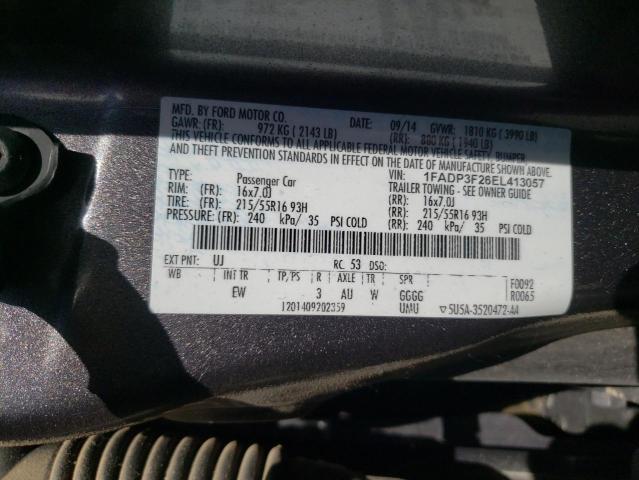 MFD. BY FORD MOTOR CO. DATE: 09/14 GVWR: 1810 KG ( 3990 LB)
GAWR: (FR): 972 KG ( 2143 LB) (RR): 880 KG ( 1940 LB)
THIS VEHICLE CONFORMS TO ALL APPLICABLE FEDERAL MOTOR VEHICLE SAFETY, BUMPER
AND THEFT PREVENTION STANDARDS IN EFFECT ON THE DATE OF MANUFACTURE SHOWN ABOVE.
VIN: 1FADP3F26EL413057
TYPE: Passenger Car TRAILER TOWING - SEE OWNER GUIDE
RIM: (FR) 16x7.0J (RR): 16x7.0J
TIRE: (FR) 215/55R16 93H (RR): 215/55R16 93H
PRESSURE: (FR) 240 kPa/ 35 PSI COLD (RR): 240 kPa/ 35 PSI COLD
EXT PNT: UJ RC: 53 DSO: F0092
WB INT TR TP,PS R AXLE TR SPR R0065
EW 3 AU W GGGG
1201409202359 UMU ▽5U5A-3520472-AA